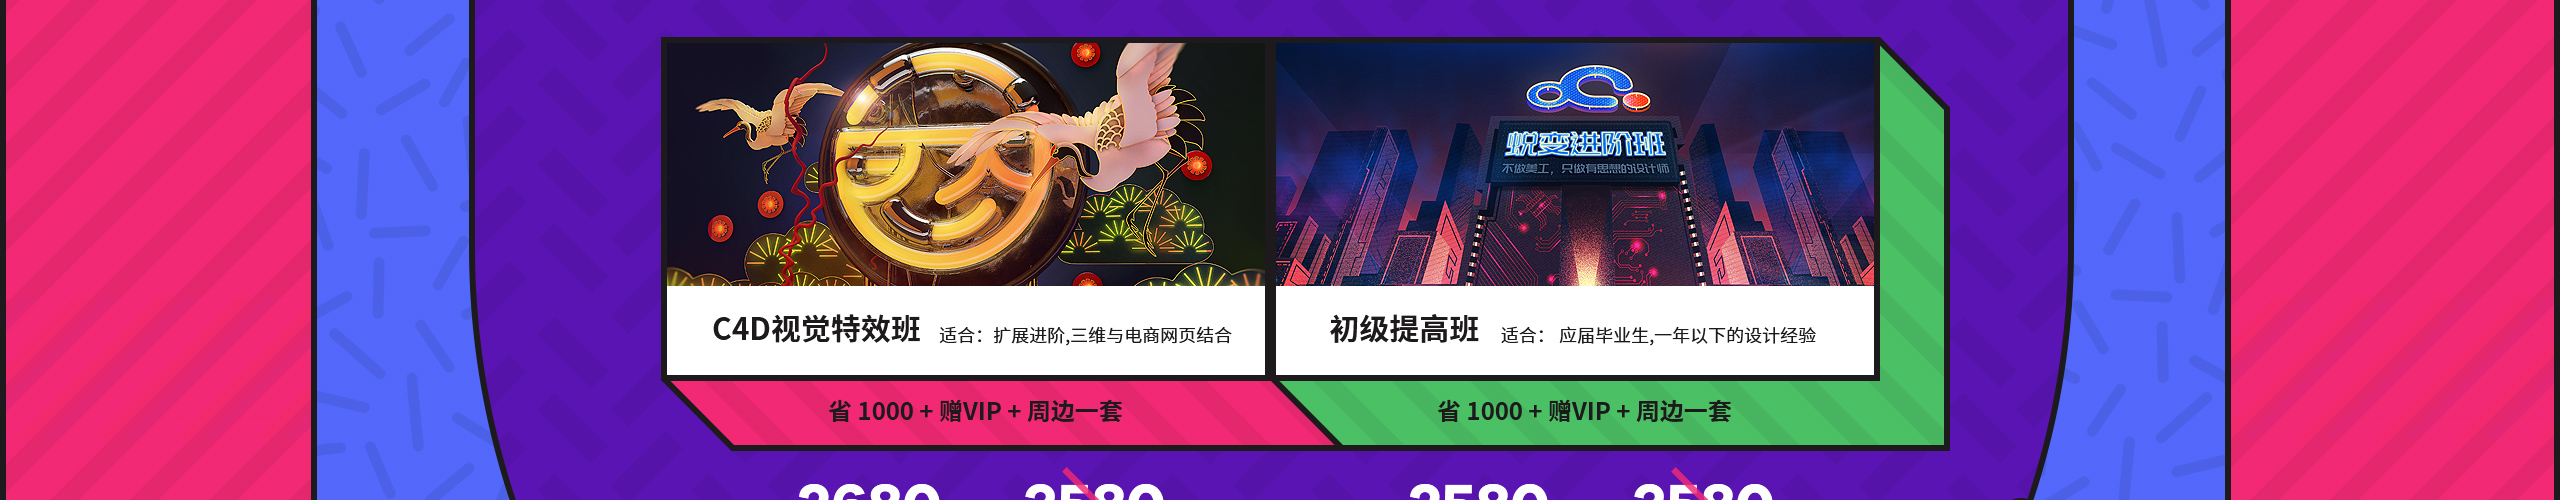 蜕变进阶班
不做美工，只做有思想的设计师
C4D视觉特效班 适合：扩展进阶,三维与电商网页结合
初级提高班 适合： 应届毕业生,一年以下的设计经验
省 1000 + 赠VIP + 周边一套
省 1000 + 赠VIP + 周边一套